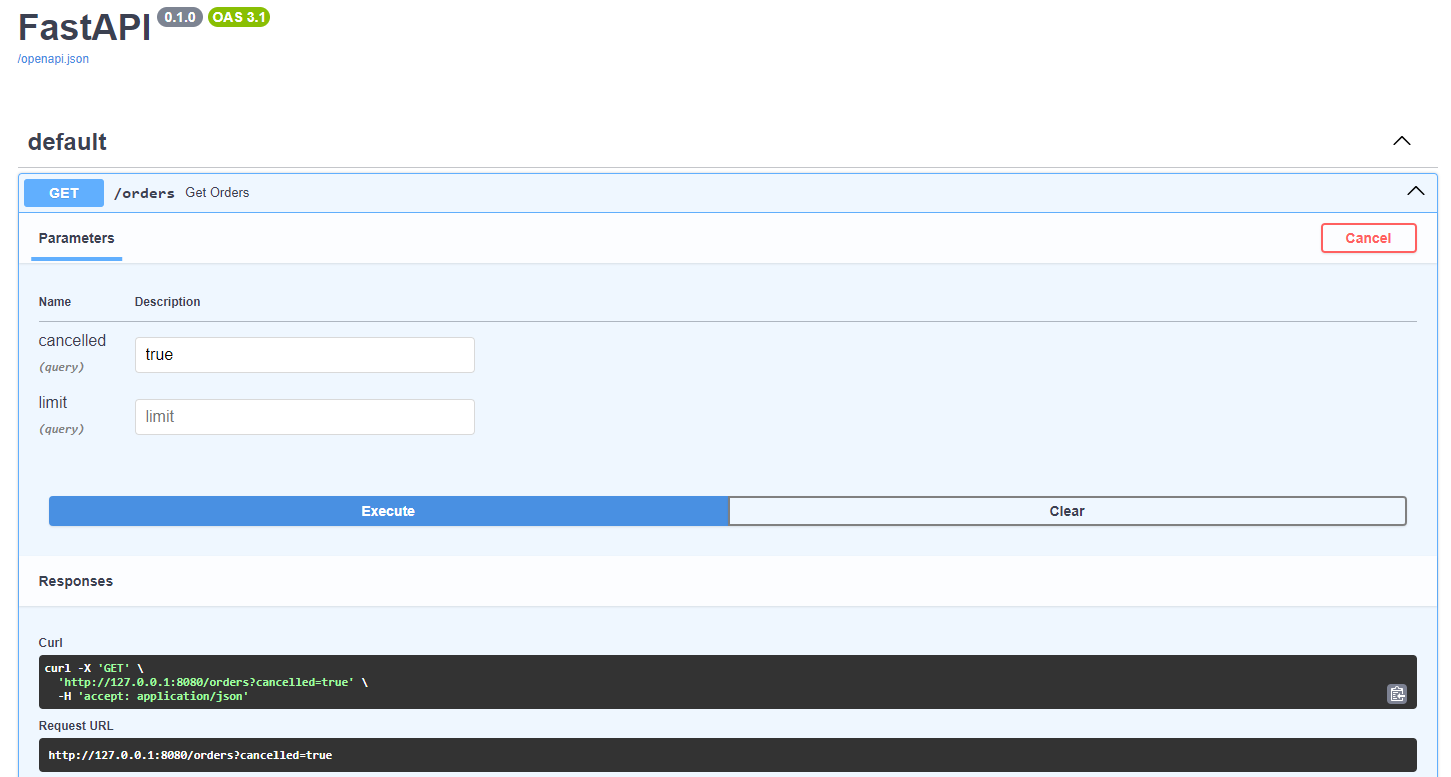 FastAPI 0.1.0 OAS 3.1
/openapi.json
default
GET /orders Get Orders
Parameters Cancel
Name Description
cancelled
(query)
true
limit
(query)
limit
Execute Clear
Responses
Curl
curl -X 'GET' \
'http://127.0.0.1:8080/orders?cancelled=true' \
-H 'accept: application/json'
Request URL
http://127.0.0.1:8080/orders?cancelled=true